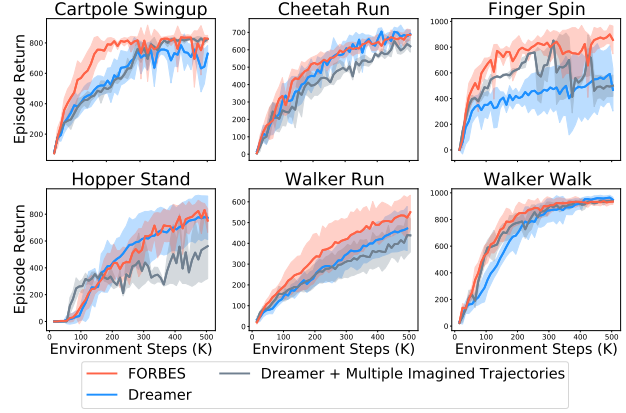 Cartpole Swingup
Cheetah Run
Finger Spin
Episode Return
800
600
400
200
700
600
500
400
300
200
100
0
1000
800
600
400
200
0
Hopper Stand
Walker Run
Walker Walk
Episode Return
800
600
400
200
0
0 100 200 300 400 500
600
500
400
300
200
100
0
0 100 200 300 400 500
1000
800
600
400
200
0
0 100 200 300 400 500
Environment Steps (K)
Environment Steps (K)
Environment Steps (K)
FORBES
Dreamer
Dreamer + Multiple Imagined Trajectories